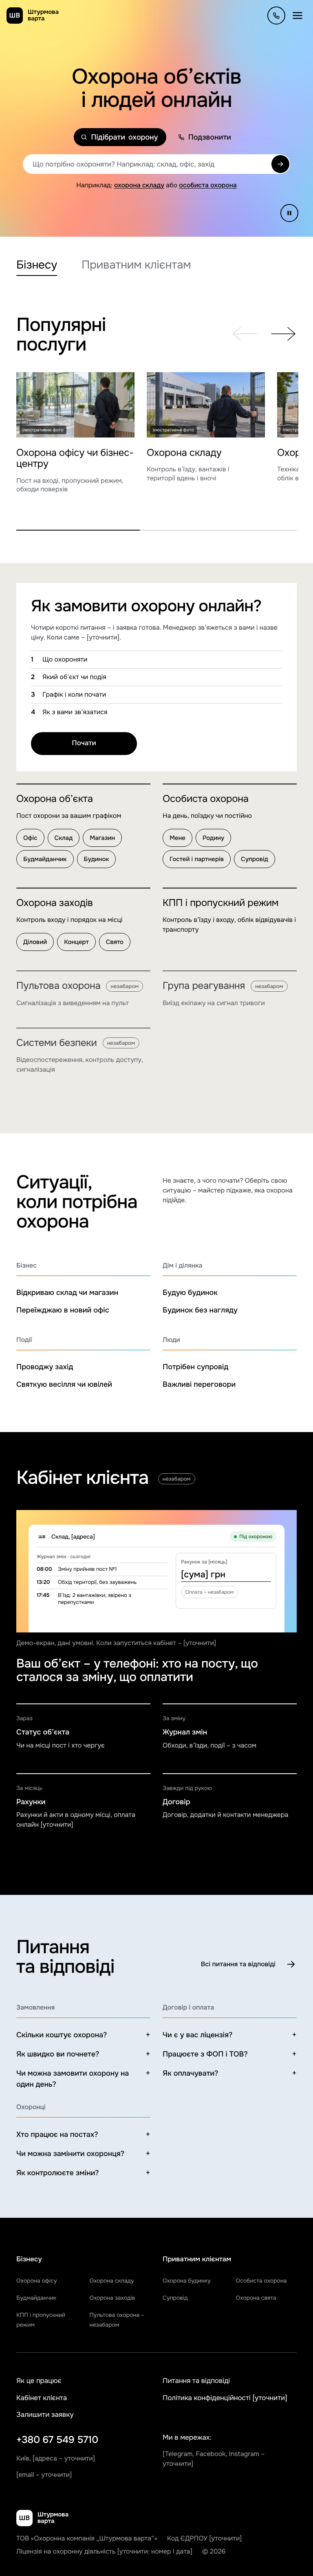 ШВ
Штурмова
варта
Охорона об’єктів
і людей онлайн
Підібрати охорону
Подзвонити
Що потрібно охороняти? Наприклад: склад, офіс, захід
Наприклад: охорона складу або особиста охорона
Бізнесу
Приватним клієнтам
Популярні
послуги
ілюстративне фото
ілюстративне фото
Охорона офісу чи бізнес-
центру
Пост на вході, пропускний режим,
обходи поверхів
Охорона складу
Контроль в’їзду, вантажів і
території вдень і вночі
Як замовити охорону онлайн?
Чотири короткі питання – і заявка готова. Менеджер зв’яжеться з вами і назве
ціну. Коли саме – [уточнити].
1 Що охороняти
2 Який об’єкт чи подія
3 Графік і коли почати
4 Як з вами зв’язатися
Почати
Охорона об’єкта
Пост охорони за вашим графіком
Офіс
Склад
Магазин
Будмайданчик
Будинок
Особиста охорона
На день, поїздку чи постійно
Мене
Родину
Гостей і партнерів
Супровід
Охорона заходів
Контроль входу і порядок на місці
Діловий
Концерт
Свято
КПП і пропускний режим
Контроль в’їзду і входу, облік відвідувачів і
транспорту
Пультова охорона незабаром
Сигналізація з виведенням на пульт
Група реагування незабаром
Виїзд екіпажу на сигнал тривоги
Системи безпеки незабаром
Відеоспостереження, контроль доступу,
сигналізація
Ситуації,
коли потрібна
охорона
Не знаєте, з чого почати? Оберіть свою
ситуацію – майстер підкаже, яка охорона
підійде.
Бізнес
Відкриваю склад чи магазин
Переїжджаю в новий офіс
Дім і ділянка
Будую будинок
Будинок без нагляду
Події
Проводжу захід
Святкую весілля чи ювілей
Люди
Потрібен супровід
Важливі переговори
Кабінет клієнта незабаром
ШВ Склад, [адреса]
Під охороною
Журнал змін · сьогодні
08:00 Зміну прийняв пост №1
13:20 Обхід території, без зауважень
17:45 В’їзд: 2 вантажівки, звірено з
перепустками
Рахунок за [місяць]
[сума] грн
Оплата – незабаром
Демо-екран, дані умовні. Коли запуститься кабінет – [уточнити]
Ваш об’єкт – у телефоні: хто на посту, що
сталося за зміну, що оплатити
Зараз
Статус об’єкта
Чи на місці пост і хто чергує
За зміну
Журнал змін
Обходи, в’їзди, події – з часом
За місяць
Рахунки
Рахунки й акти в одному місці, оплата
онлайн [уточнити]
Завжди під рукою
Договір
Договір, додатки й контакти менеджера
Питання
та відповіді
Всі питання та відповіді
Замовлення
Скільки коштує охорона? +
Як швидко ви почнете? +
Чи можна замовити охорону на
один день? +
Договір і оплата
Чи є у вас ліцензія? +
Працюєте з ФОП і ТОВ? +
Як оплачувати? +
Охоронці
Хто працює на постах? +
Чи можна замінити охоронця? +
Як контролюєте зміни? +
Бізнесу
Охорона офісу
Охорона складу
Будмайданчик
Охорона заходів
КПП і пропускний
режим
Пультова охорона –
незабаром
Приватним клієнтам
Охорона будинку
Особиста охорона
Супровід
Охорона свята
Як це працює
Кабінет клієнта
Залишити заявку
Питання та відповіді
Політика конфіденційності [уточнити]
+380 67 549 5710
Київ, [адреса – уточнити]
[email – уточнити]
Ми в мережах:
[Telegram, Facebook, Instagram –
уточнити]
ШВ
Штурмова
варта
ТОВ «Охоронна компанія „Штурмова варта“» Код ЄДРПОУ [уточнити]
Ліцензія на охоронну діяльність [уточнити: номер і дата] © 2026